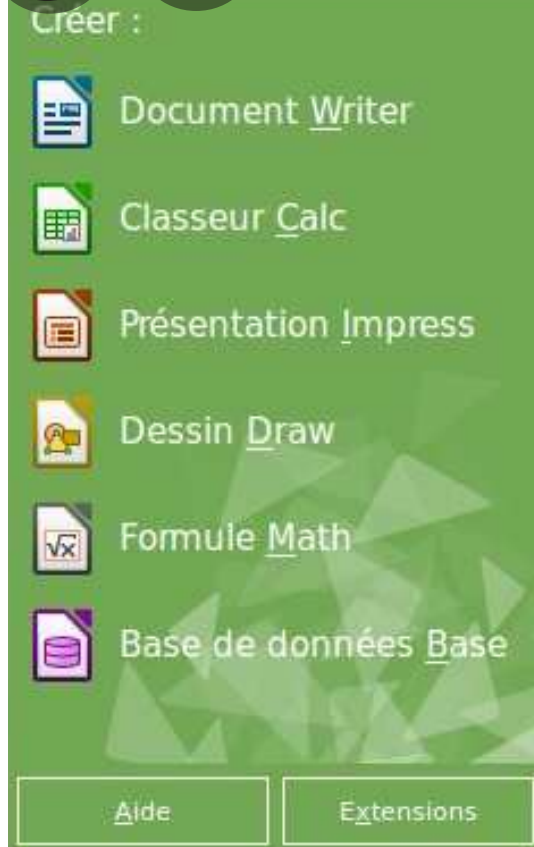 Créer :
Document Writer
Classeur Calc
Présentation Impress
Dessin Draw
Formule Math
Base de données Base
Aide
Extensions